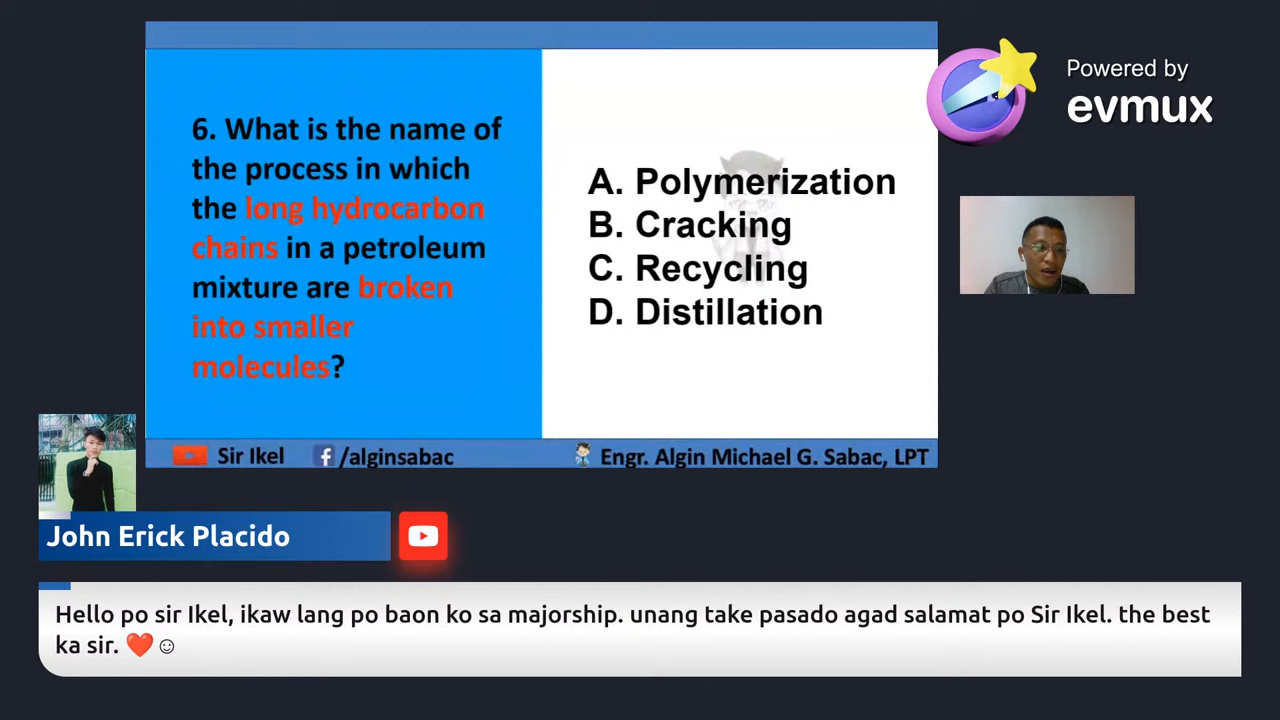 6. What is the name of
the process in which
the long hydrocarbon
chains in a petroleum
mixture are broken
into smaller
molecules?
A. Polymerization
B. Cracking
C. Recycling
D. Distillation
Sir Ikel
/alginsabac
Engr. Algin Michael G. Sabac, LPT
Powered by
evmux
John Erick Placido
Hello po sir Ikel, ikaw lang po baon ko sa majorship. unang take pasado agad salamat po Sir Ikel. the best
ka sir. ❤️☺